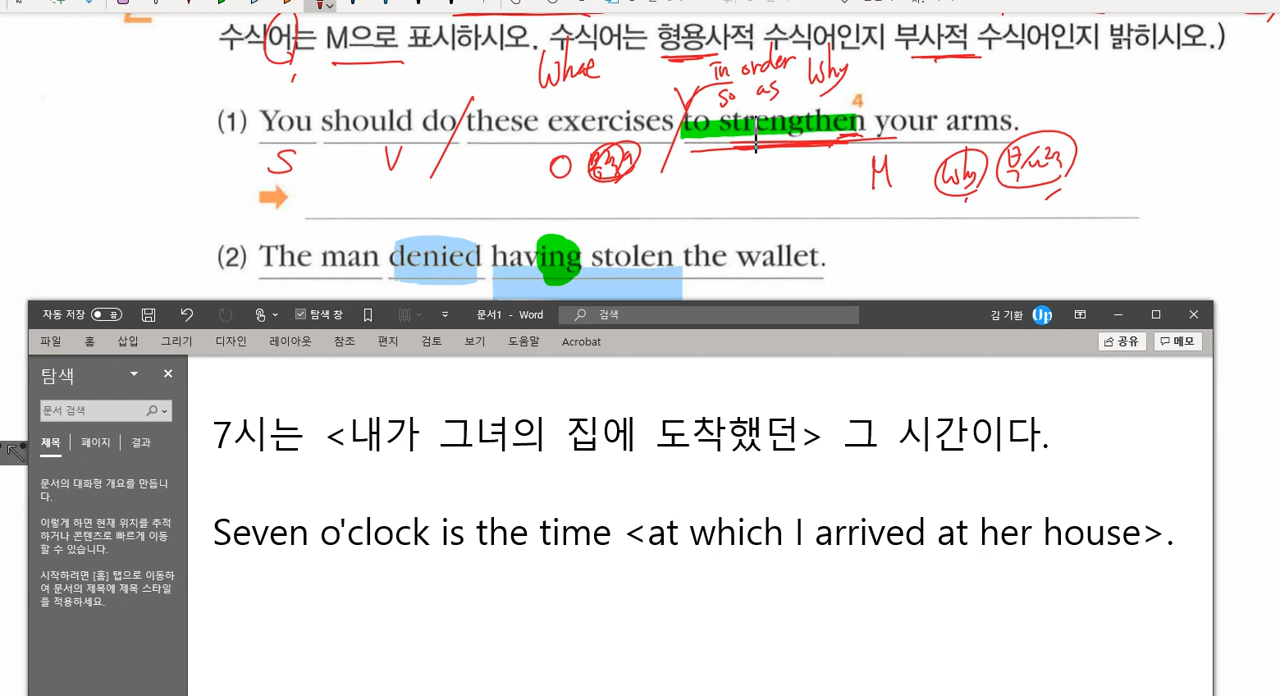 수식어는 M으로 표시하시오. 수식어는 형용사적 수식어인지 부사적 수식어인지 밝히시오.)
What
in order why
so as
4
(1) You should do these exercises to strengthen your arms.
S V O M why
(2) The man denied having stolen the wallet.
자동 저장 끔 탐색 창 문서1 - Word 검색 김 기환 Up
파일 홈 삽입 그리기 디자인 레이아웃 참조 편지 검토 보기 도움말 Acrobat 공유 메모
탐색
문서 검색
제목 페이지 결과
문서의 대화형 개요를 만듭니
다.
이렇게 하면 현재 위치를 추적
하거나 콘텐츠로 빠르게 이동
할 수 있습니다.
시작하려면 [홈] 탭으로 이동하
여 문서의 제목에 제목 스타일
을 적용하세요.
7시는 <내가 그녀의 집에 도착했던> 그 시간이다.
Seven o'clock is the time <at which I arrived at her house>.